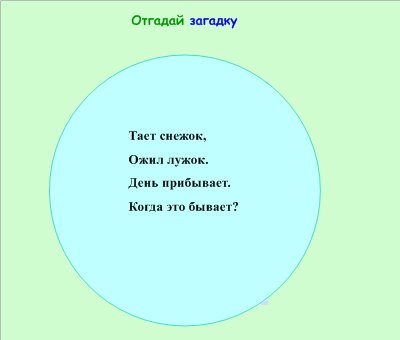 Отгадай загадку
Тает снежок,
Ожил лужок.
День прибывает.
Когда это бывает?